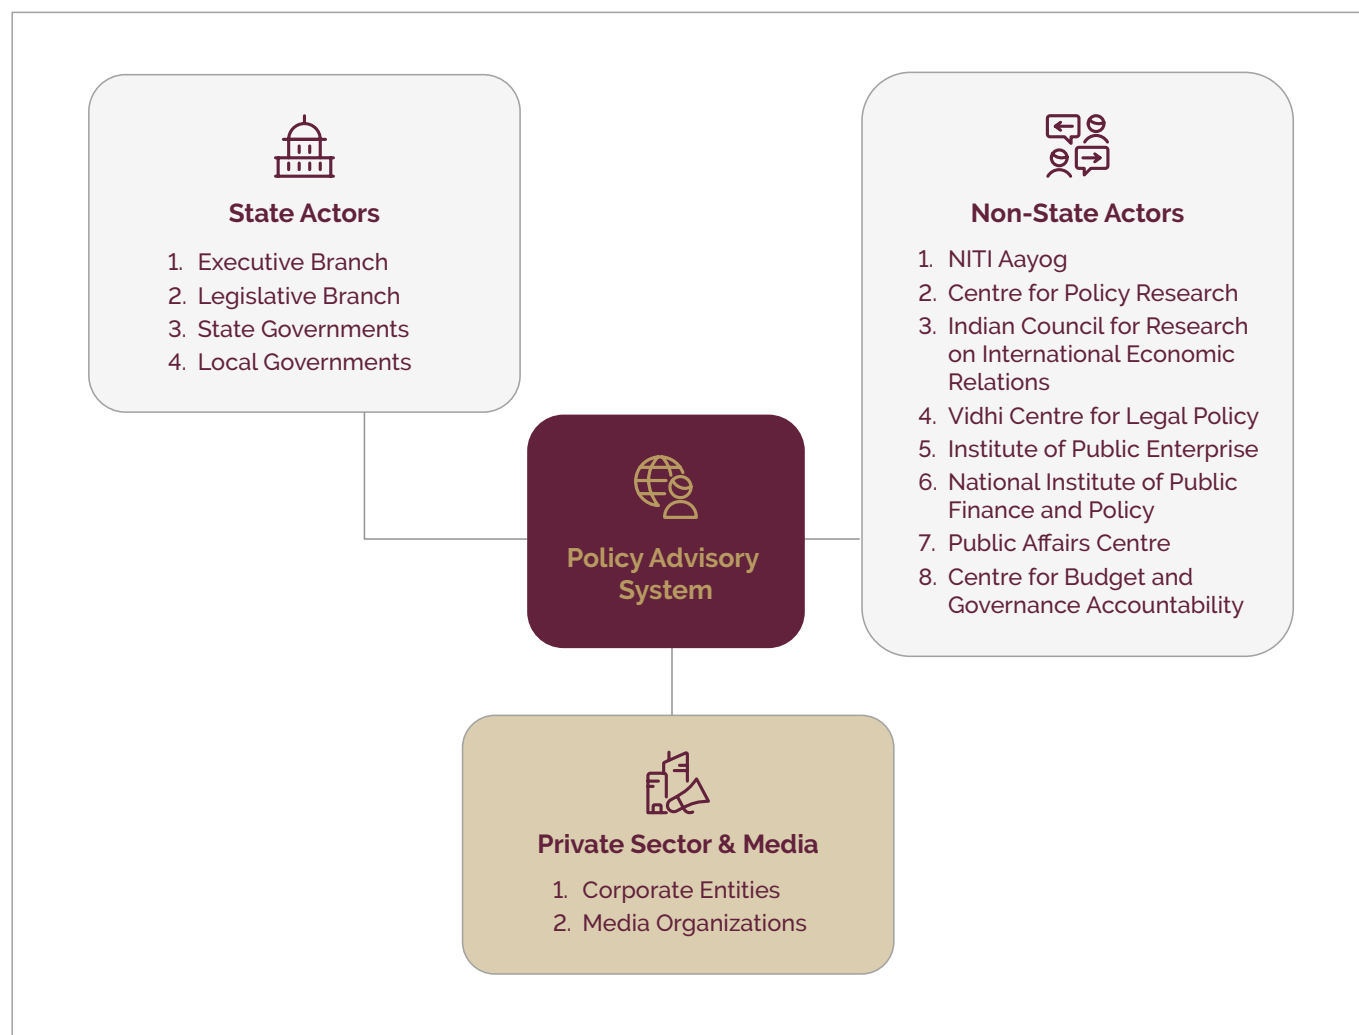 State Actors
1. Executive Branch
2. Legislative Branch
3. State Governments
4. Local Governments
Non-State Actors
1. NITI Aayog
2. Centre for Policy Research
3. Indian Council for Research
on International Economic
Relations
4. Vidhi Centre for Legal Policy
5. Institute of Public Enterprise
6. National Institute of Public
Finance and Policy
7. Public Affairs Centre
8. Centre for Budget and
Governance Accountability
Policy Advisory
System
Private Sector & Media
1. Corporate Entities
2. Media Organizations